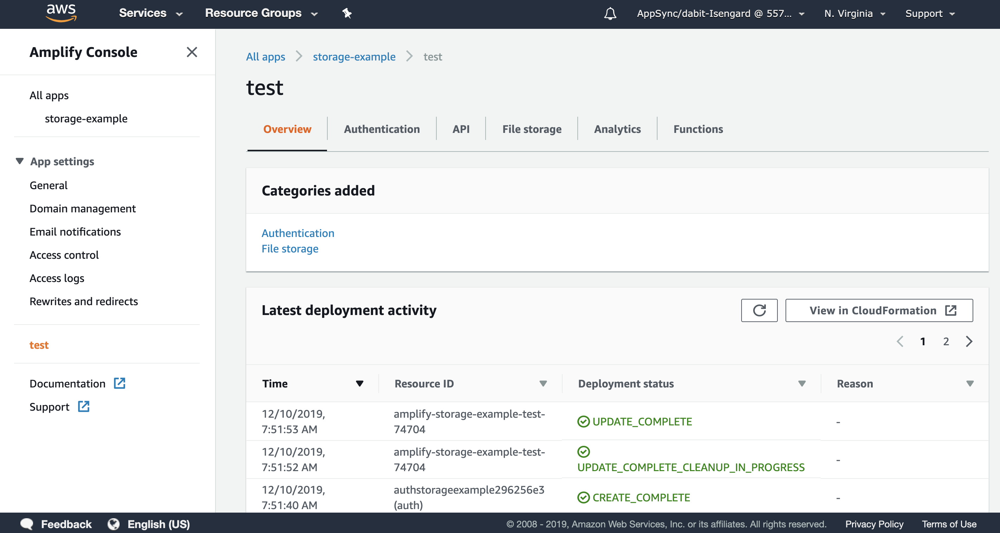 aws
Services
Resource Groups
AppSync/dabit-Isengard @ 557...
N. Virginia
Support
Amplify Console
All apps
storage-example
App settings
General
Domain management
Email notifications
Access control
Access logs
Rewrites and redirects
test
Documentation
Support
All apps
storage-example
test
test
Overview
Authentication
API
File storage
Analytics
Functions
Categories added
Authentication
File storage
Latest deployment activity
View in CloudFormation
1
2
Time
Resource ID
Deployment status
Reason
12/10/2019,
7:51:53 AM
amplify-storage-example-test-
74704
UPDATE_COMPLETE
-
12/10/2019,
7:51:52 AM
amplify-storage-example-test-
74704
UPDATE_COMPLETE_CLEANUP_IN_PROGRESS
-
12/10/2019,
7:51:40 AM
authstorageexample296256e3
(auth)
CREATE_COMPLETE
-
Feedback
English (US)
© 2008 - 2019, Amazon Web Services, Inc. or its affiliates. All rights reserved.
Privacy Policy
Terms of Use